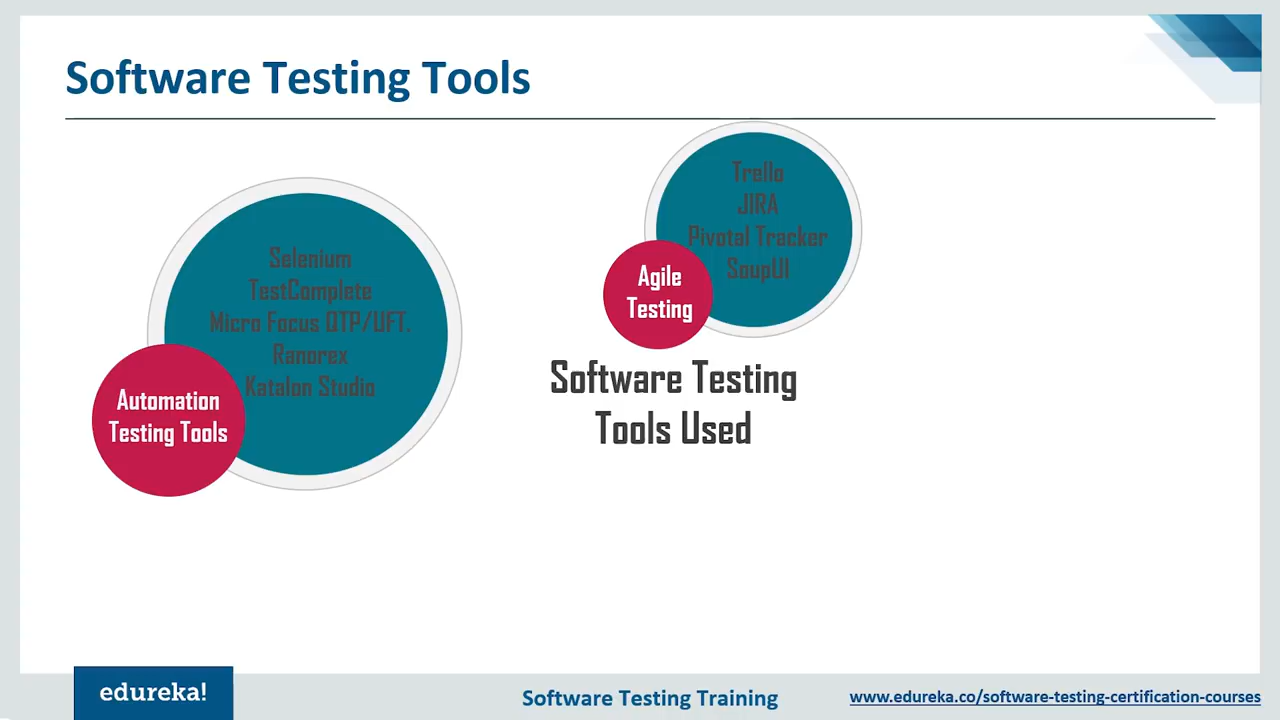 Software Testing Tools
Selenium
TestComplete
Micro Focus QTP/UFT.
Ranorex
Katalon Studio
Automation
Testing Tools
Trello
JIRA
Pivotal Tracker
SoupUI
Agile
Testing
Software Testing
Tools Used
edureka!
Software Testing Training
www.edureka.co/software-testing-certification-courses